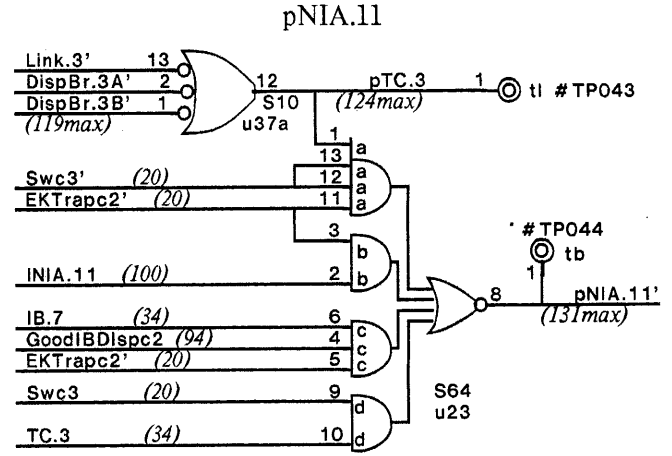 pNIA.11
Link.3' 13
DispBr.3A' 2
DispBr.3B' 1
(119max)
12
S10
u37a
pTC.3
(124max)
1
tl #TP043
1 a
13 a
Swc3' (20) 12 a
EKTrapc2' (20) 11 a
3 b
INIA.11 (100) 2 b
#TP044
tb
1
8
pNIA.11'
(131max)
IB.7 (34) 6 c
GoodIBDispc2 (94) 4 c
EKTrapc2' (20) 5 c
Swc3 (20) 9 d
TC.3 (34) 10 d
S64
u23